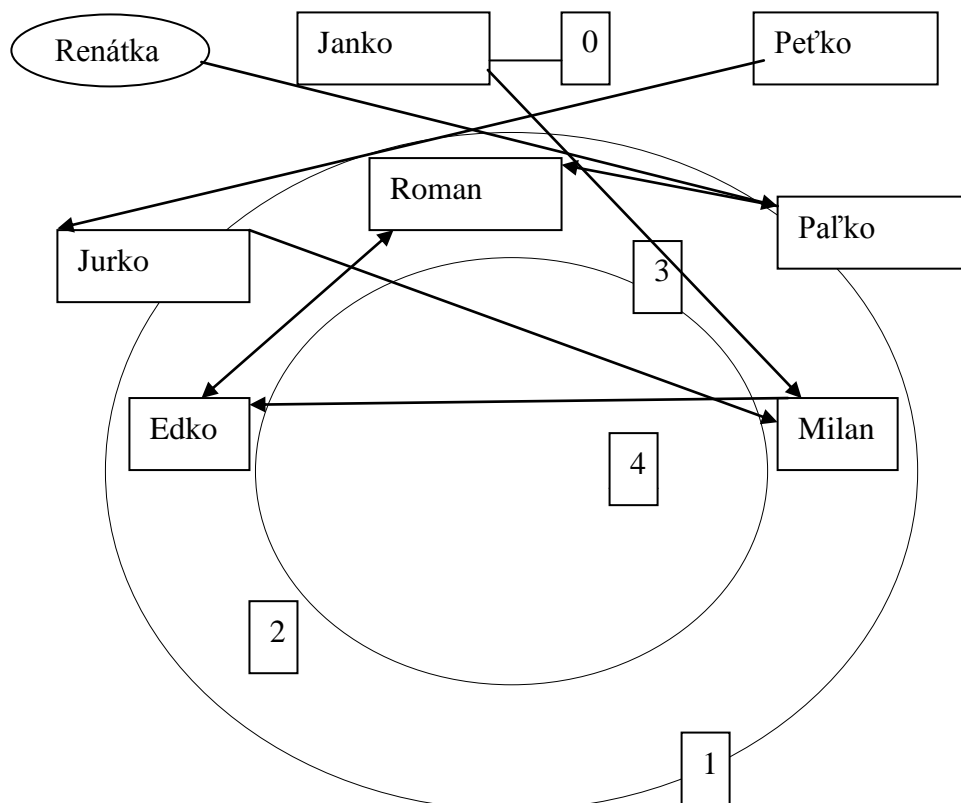 Renátka
Janko
0
Peťko
Roman
Paľko
Jurko
3
Edko
Milan
4
2
1